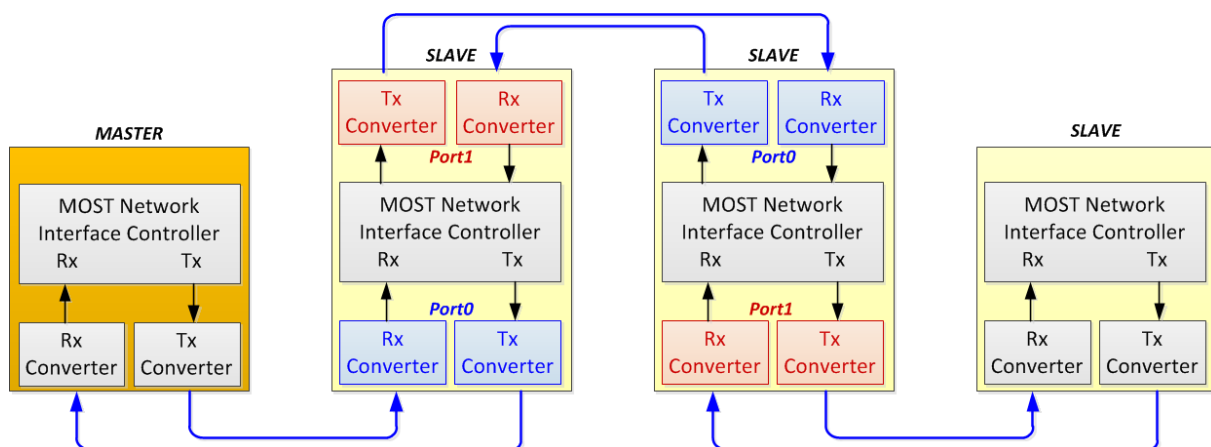 MASTER
MOST Network
Interface Controller
Rx
Tx
Rx
Converter
Tx
Converter
SLAVE
Tx
Converter
Rx
Converter
Port1
MOST Network
Interface Controller
Rx
Tx
Port0
Rx
Converter
Tx
Converter
SLAVE
Tx
Converter
Rx
Converter
Port0
MOST Network
Interface Controller
Rx
Tx
Port1
Rx
Converter
Tx
Converter
SLAVE
MOST Network
Interface Controller
Rx
Tx
Rx
Converter
Tx
Converter